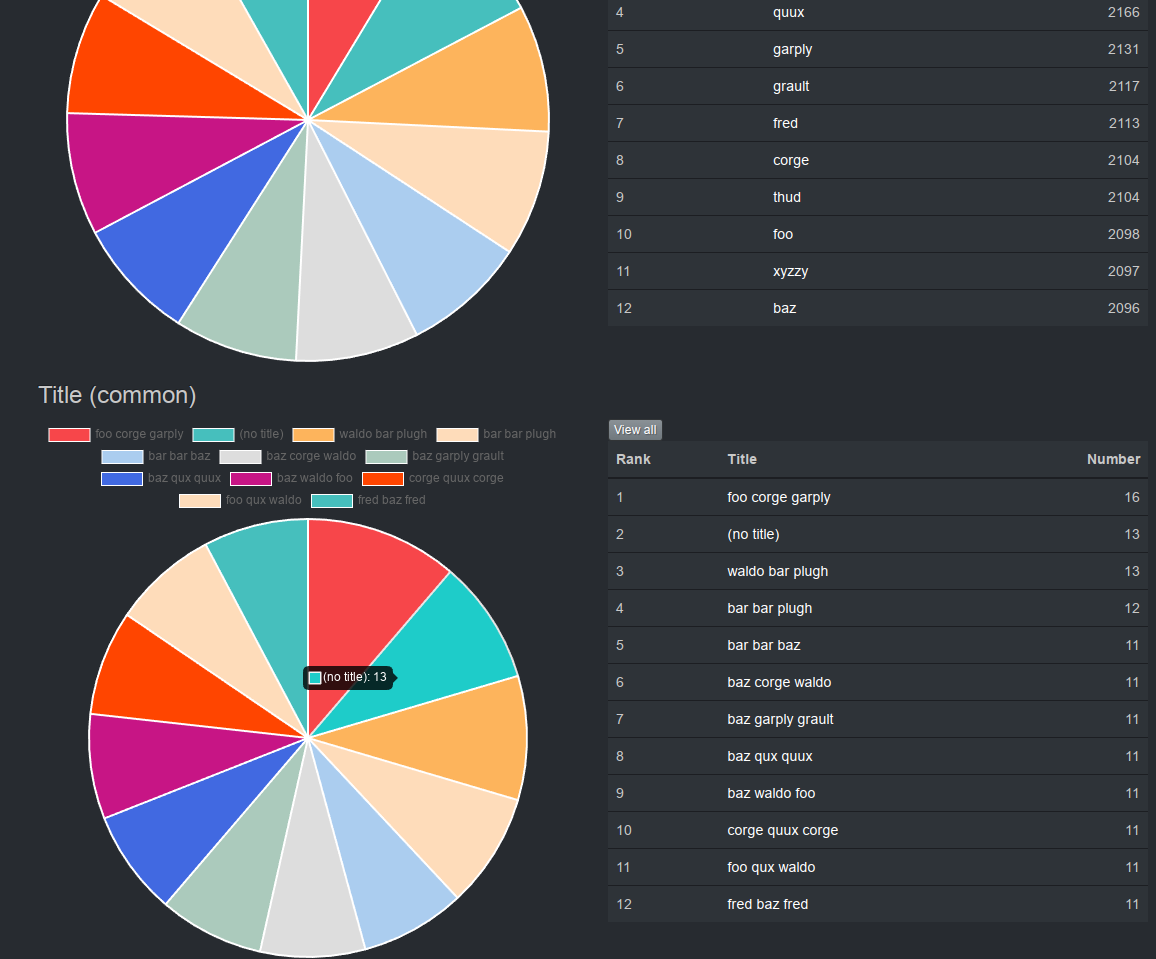 4 quux 2166
5 garply 2131
6 grault 2117
7 fred 2113
8 corge 2104
9 thud 2104
10 foo 2098
11 xyzzy 2097
12 baz 2096
Title (common)
foo corge garply (no title) waldo bar plugh bar bar plugh
bar bar baz baz corge waldo baz garply grault
baz qux quux baz waldo foo corge quux corge
foo qux waldo fred baz fred
(no title): 13
View all
Rank Title Number
1 foo corge garply 16
2 (no title) 13
3 waldo bar plugh 13
4 bar bar plugh 12
5 bar bar baz 11
6 baz corge waldo 11
7 baz garply grault 11
8 baz qux quux 11
9 baz waldo foo 11
10 corge quux corge 11
11 foo qux waldo 11
12 fred baz fred 11